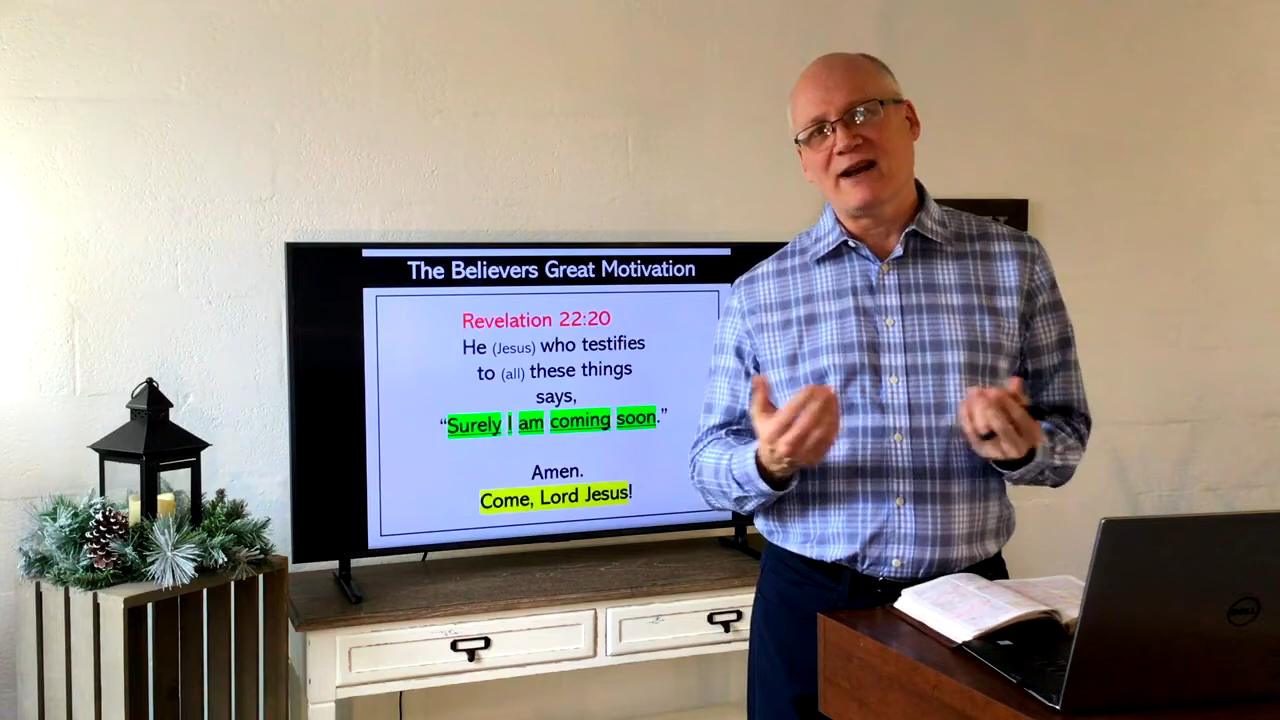 The Believers Great Motivation
Revelation 22:20
He (Jesus) who testifies
to (all) these things
says,
“Surely I am coming soon.”
Amen.
Come, Lord Jesus!
DELL